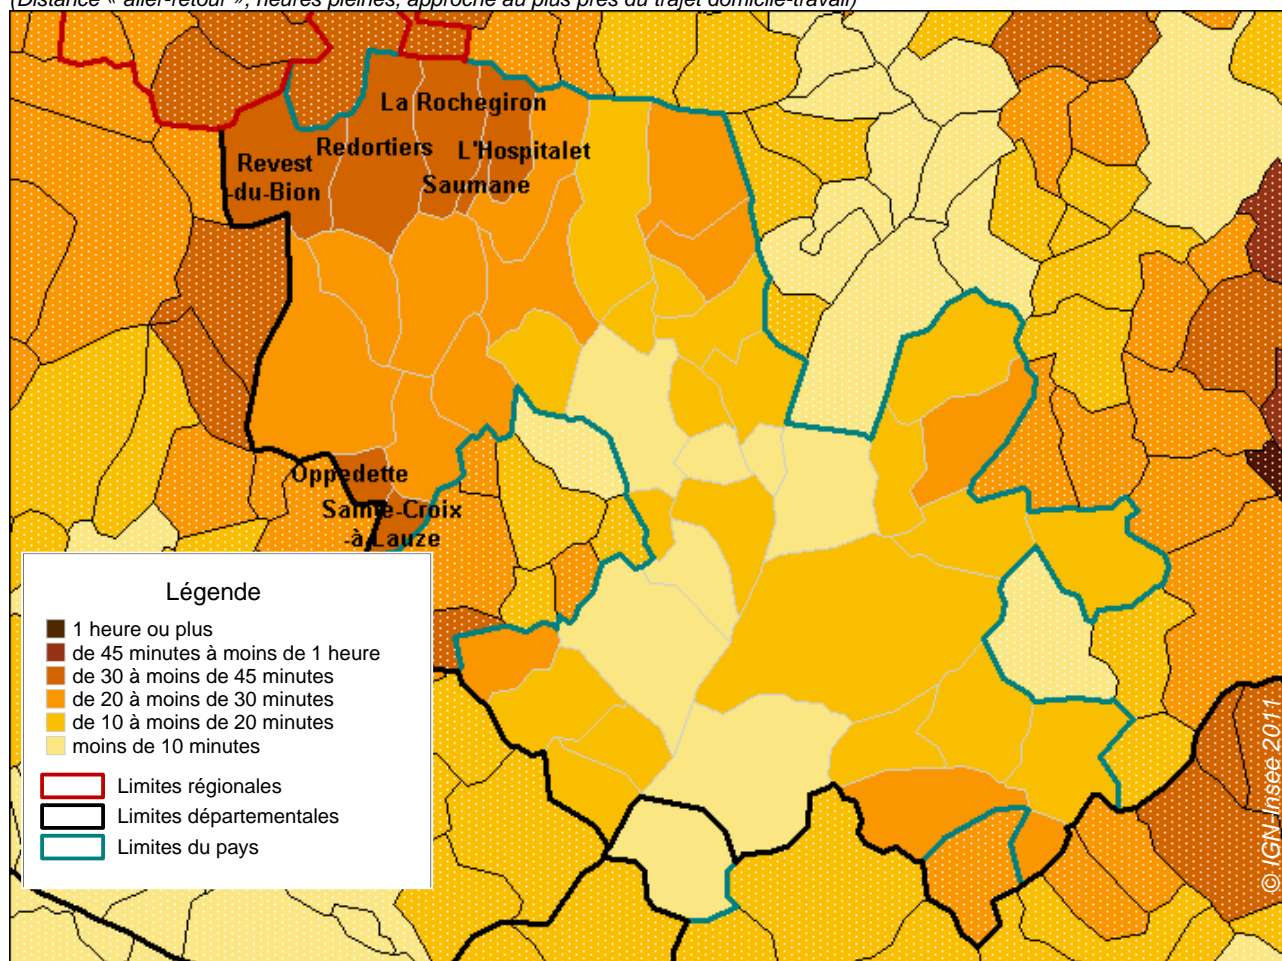 (Distance « aller-retour », heures pleines, approche au plus près du trajet domicile-travail)
La Rochegiron
Redortiers
L'Hospitalet
Revest
-du-Bion
Saumane
Oppedette
Sainte-Croix
-à-Lauze
Légende
1 heure ou plus
de 45 minutes à moins de 1 heure
de 30 à moins de 45 minutes
de 20 à moins de 30 minutes
de 10 à moins de 20 minutes
moins de 10 minutes
Limites régionales
Limites départementales
Limites du pays
© IGN-Insee 2011